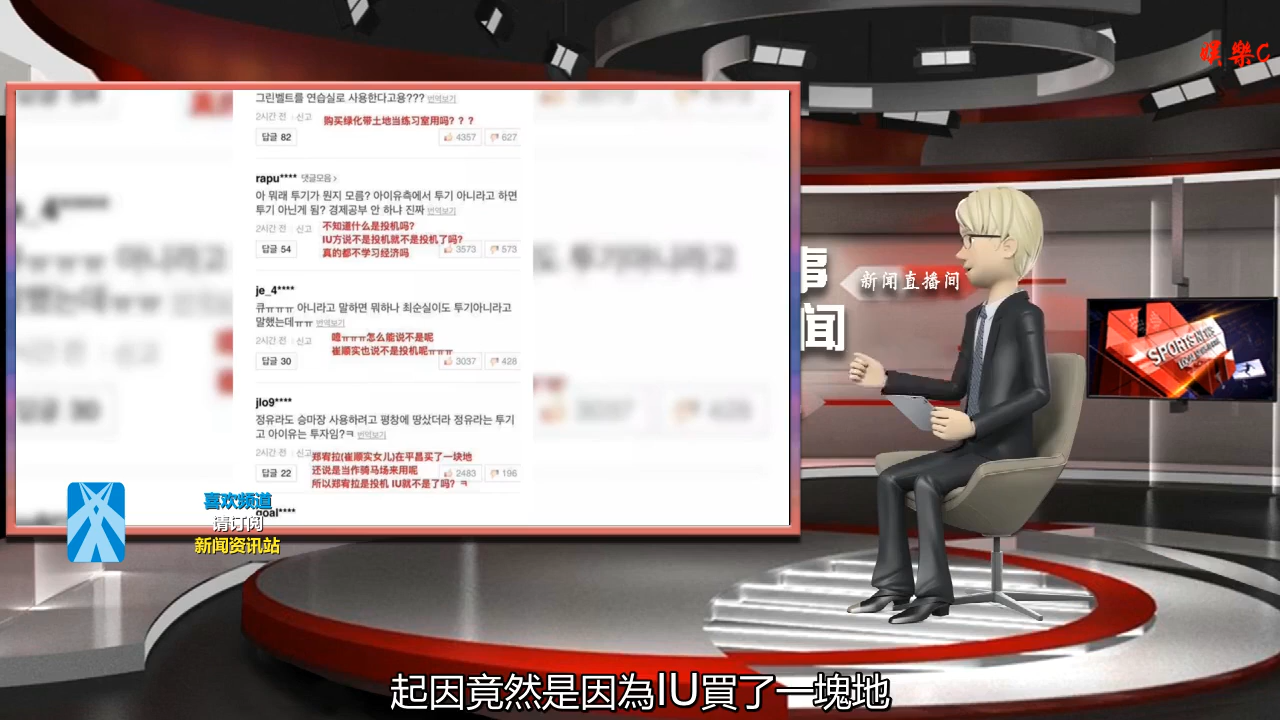 娱樂C
그린벨트를 연습실로 사용한다고용??? 번역보기
2시간 전 · 신고
购买绿化带土地当练习室用吗？？？
답글 82
4357 627
rapu**** 댓글모음 >
아 뭐래 투기가 뭔지 모름? 아이유측에서 투기 아니라고 하면
투기 아닌게 됨? 경제공부 안 하냐 진짜 번역보기
2시간 전 · 신고
不知道什么是投机吗?
IU方说不是投机就不是投机了吗?
真的都不学习经济吗
답글 54
3573 573
je_4****
큐ㅠㅠㅠ 아니라고 말하면 뭐하나 최순실이도 투기아니라고
말했는데ㅠㅠ 번역보기
2시간 전 · 신고
噫ㅠㅠㅠ怎么能说不是呢
崔顺实也说不是投机呢ㅠㅠㅠ
답글 30
3037 428
jlo9****
정유라도 승마장 사용하려고 평창에 땅샀더라 정유라는 투기
고 아이유는 투자임?ㅋ 번역보기
2시간 전 · 신고
郑宥拉(崔顺实女儿)在平昌买了一块地
还说是当作骑马场来用呢
所以郑宥拉是投机 IU就不是了吗? ㅋ
답글 22
2483 196
goal****
喜欢频道
请订阅
新闻资讯站
闻
新闻直播间
SPORTS
起因竟然是因為IU買了一塊地